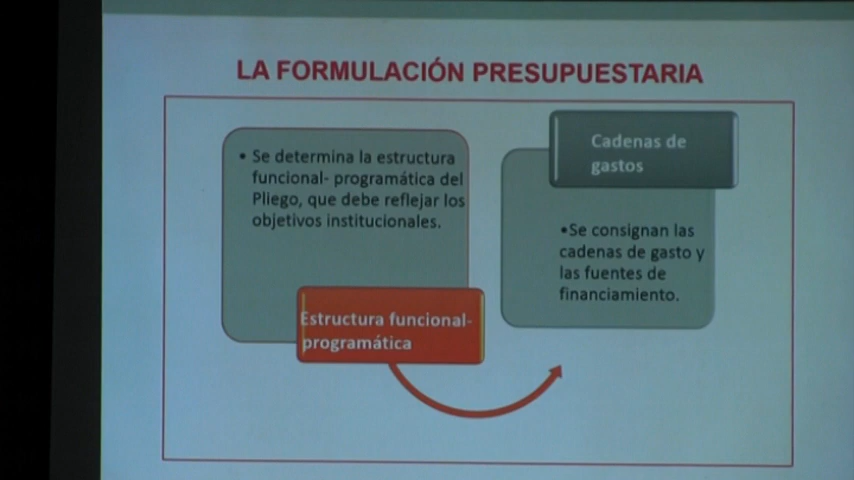 LA FORMULACIÓN PRESUPUESTARIA
• Se determina la estructura
funcional- programática del
Pliego, que debe reflejar los
objetivos institucionales.
Estructura funcional-
programática
Cadenas de
gastos
•Se consignan las
cadenas de gasto y
las fuentes de
financiamiento.